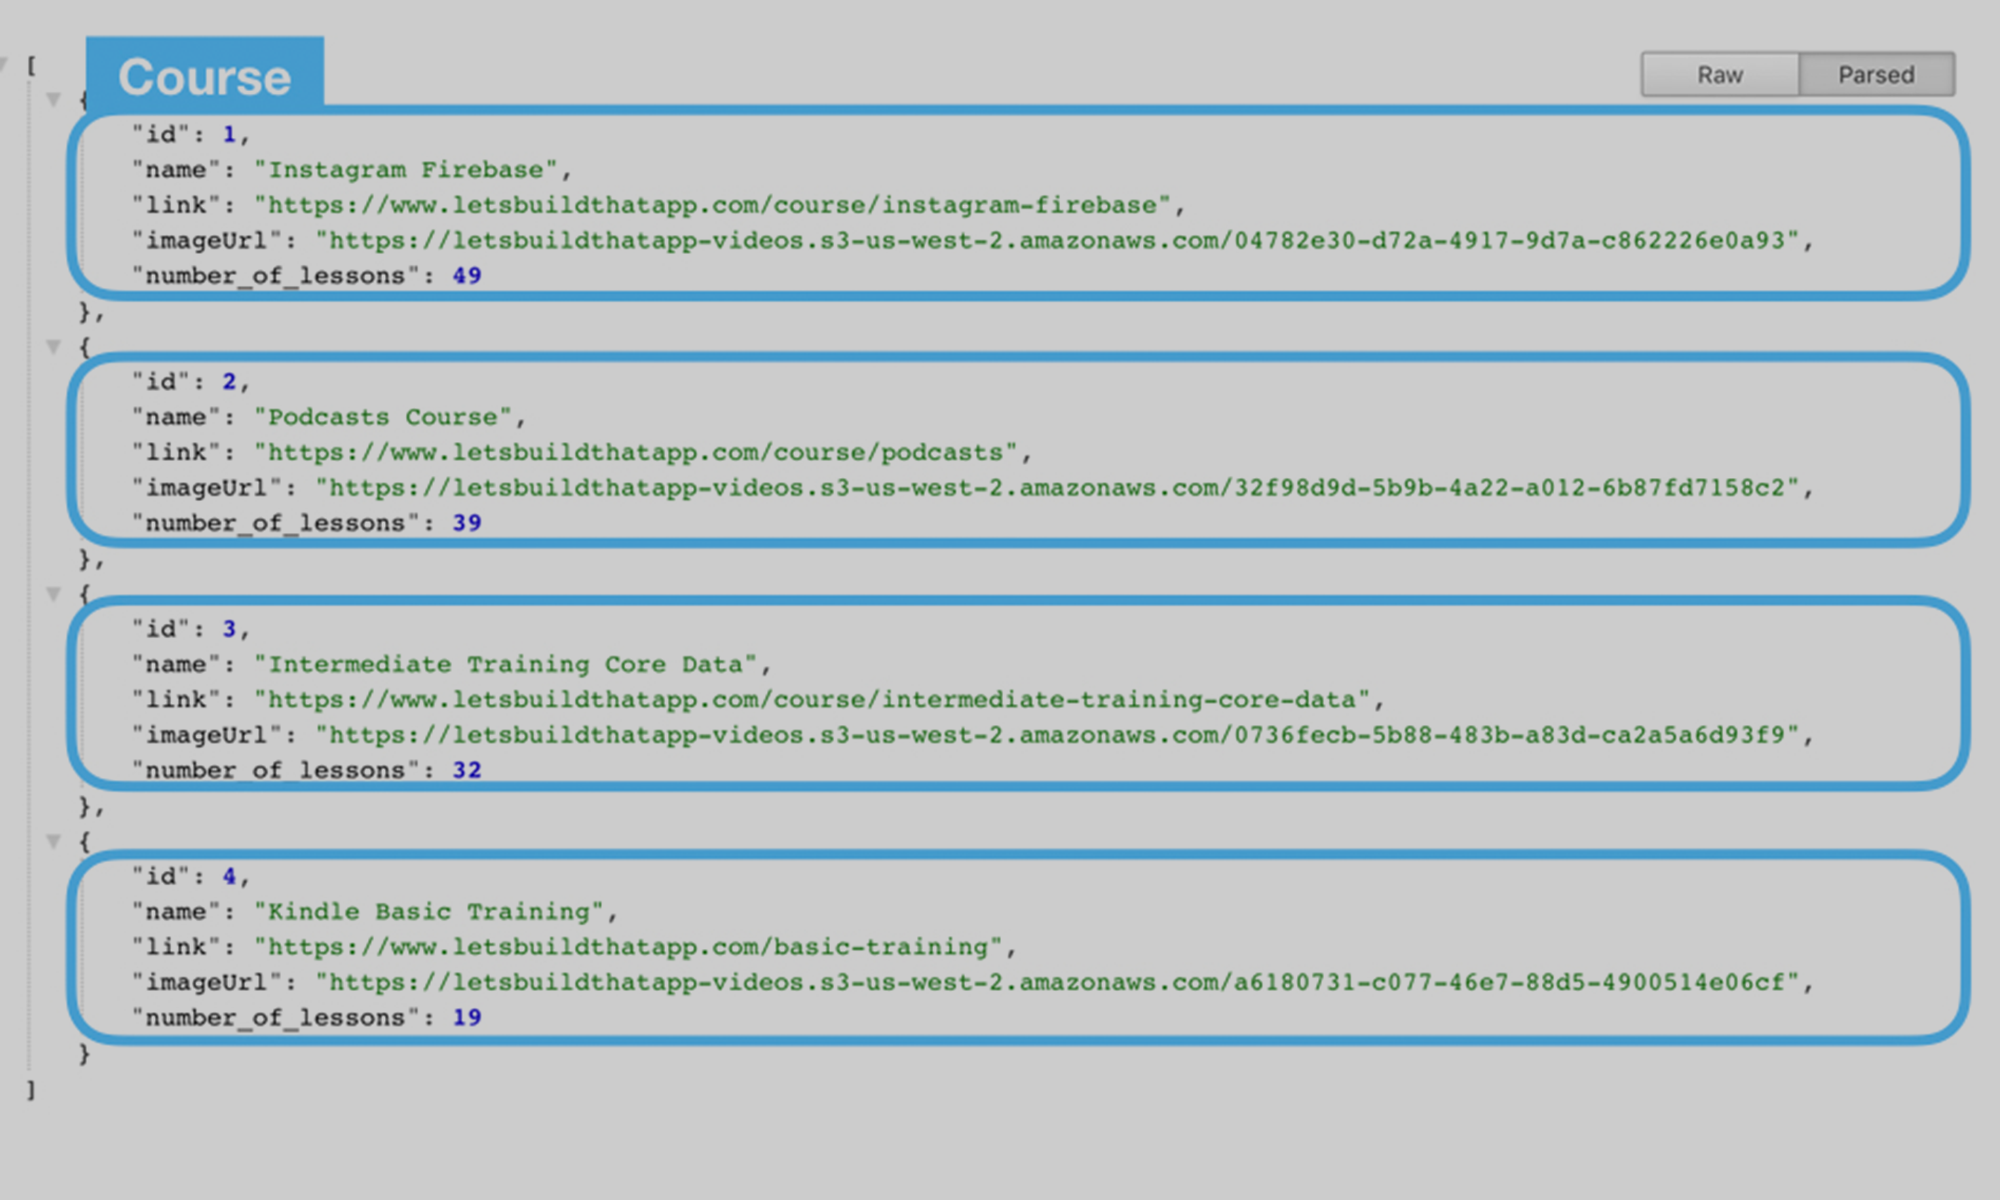 [
Course
Raw Parsed
{
"id": 1,
"name": "Instagram Firebase",
"link": "https://www.letsbuildthatapp.com/course/instagram-firebase",
"imageUrl": "https://letsbuildthatapp-videos.s3-us-west-2.amazonaws.com/04782e30-d72a-4917-9d7a-c862226e0a93",
"number_of_lessons": 49
},
{
"id": 2,
"name": "Podcasts Course",
"link": "https://www.letsbuildthatapp.com/course/podcasts",
"imageUrl": "https://letsbuildthatapp-videos.s3-us-west-2.amazonaws.com/32f98d9d-5b9b-4a22-a012-6b87fd7158c2",
"number_of_lessons": 39
},
{
"id": 3,
"name": "Intermediate Training Core Data",
"link": "https://www.letsbuildthatapp.com/course/intermediate-training-core-data",
"imageUrl": "https://letsbuildthatapp-videos.s3-us-west-2.amazonaws.com/0736fecb-5b88-483b-a83d-ca2a5a6d93f9",
"number of lessons": 32
},
{
"id": 4,
"name": "Kindle Basic Training",
"link": "https://www.letsbuildthatapp.com/basic-training",
"imageUrl": "https://letsbuildthatapp-videos.s3-us-west-2.amazonaws.com/a6180731-c077-46e7-88d5-4900514e06cf",
"number_of_lessons": 19
}
]